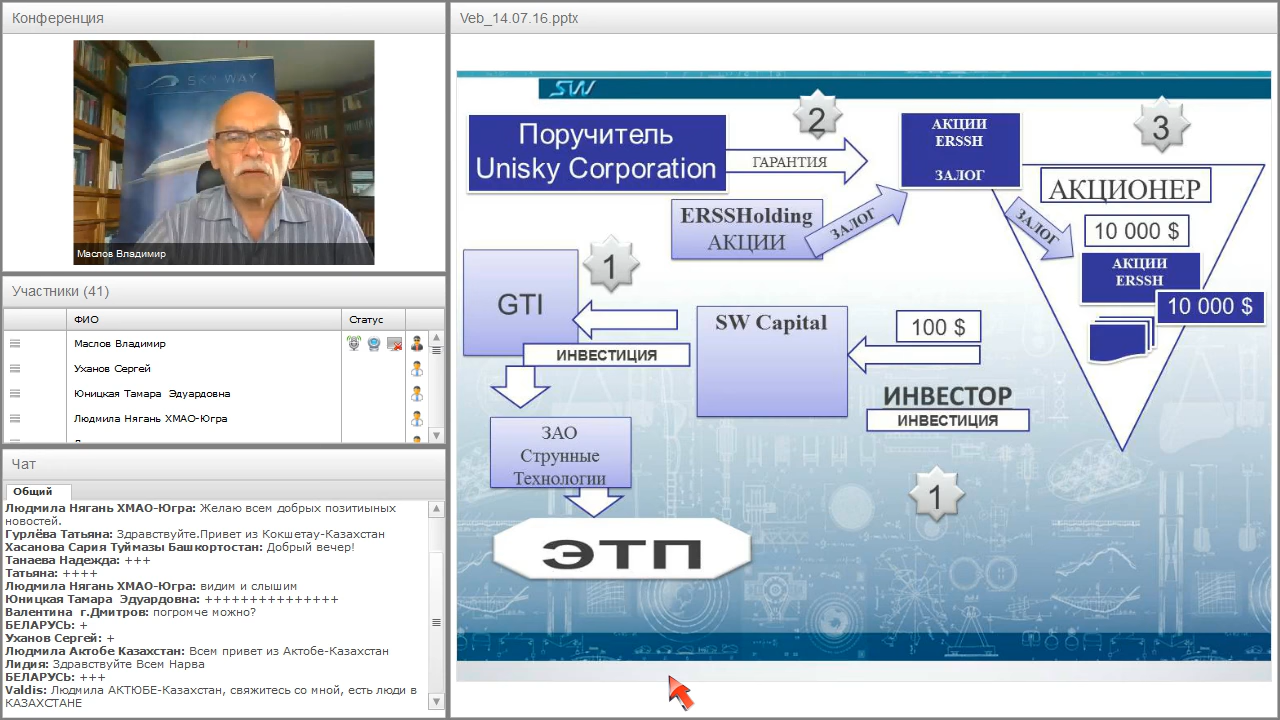 Конференция
SKY WAY
Маслов Владимир
Участники (41)
ФИО
Статус
Маслов Владимир
Уханов Сергей
Юницкая Тамара Эдуардовна
Людмила Нягань ХМАО-Югра
Чат
Общий
Людмила Нягань ХМАО-Югра: Желаю всем добрых позитиыных
новостей.
Гурлёва Татьяна: Здравствуйте.Привет из Кокшетау-Казахстан
Хасанова Сария Туймазы Башкортостан: Добрый вечер!
Танаева Надежда: +++
Татьяна: ++++
Людмила Нягань ХМАО-Югра: видим и слышим
Юницкая Тамара Эдуардовна: +++++++++++++++
Валентина г.Дмитров: погромче можно?
БЕЛАРУСЬ: +
Уханов Сергей: +
Людмила Актобе Казахстан: Всем привет из Актобе-Казахстан
Лидия: Здравствуйте Всем Нарва
БЕЛАРУСЬ: +++
Valdis: Людмила АКТЮБЕ-Казахстан, свяжитесь со мной, есть люди в
КАЗАХСТАНЕ
Veb_14.07.16.pptx
SW
Поручитель
Unisky Corporation
2
ГАРАНТИЯ
АКЦИИ
ERSSH
ЗАЛОГ
3
ERSSHolding
АКЦИИ
ЗАЛОГ
ЗАЛОГ
АКЦИОНЕР
10 000 $
АКЦИИ
ERSSH
10 000 $
GTI
1
ИНВЕСТИЦИЯ
SW Capital
100 $
ИНВЕСТОР
ИНВЕСТИЦИЯ
ЗАО
Струнные
Технологии
1
ЭТП